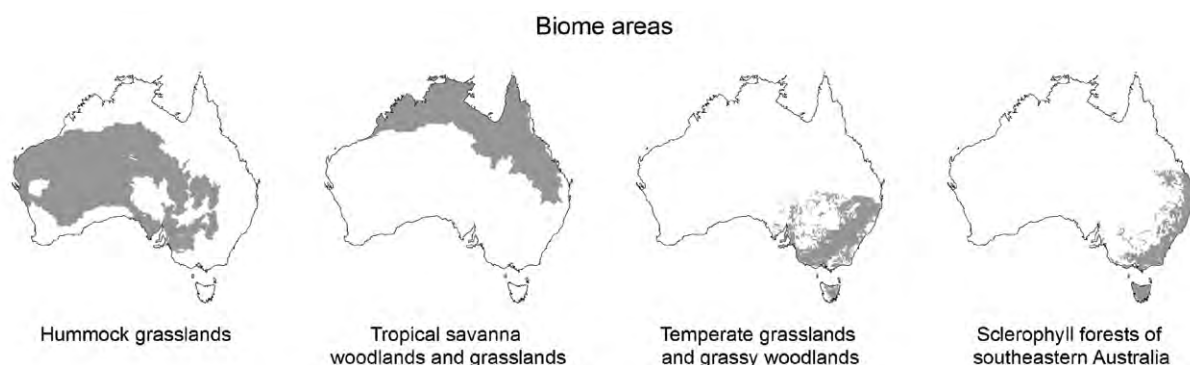 Biome areas
Hummock grasslands
Tropical savanna
woodlands and grasslands
Temperate grasslands
and grassy woodlands
Sclerophyll forests of
southeastern Australia